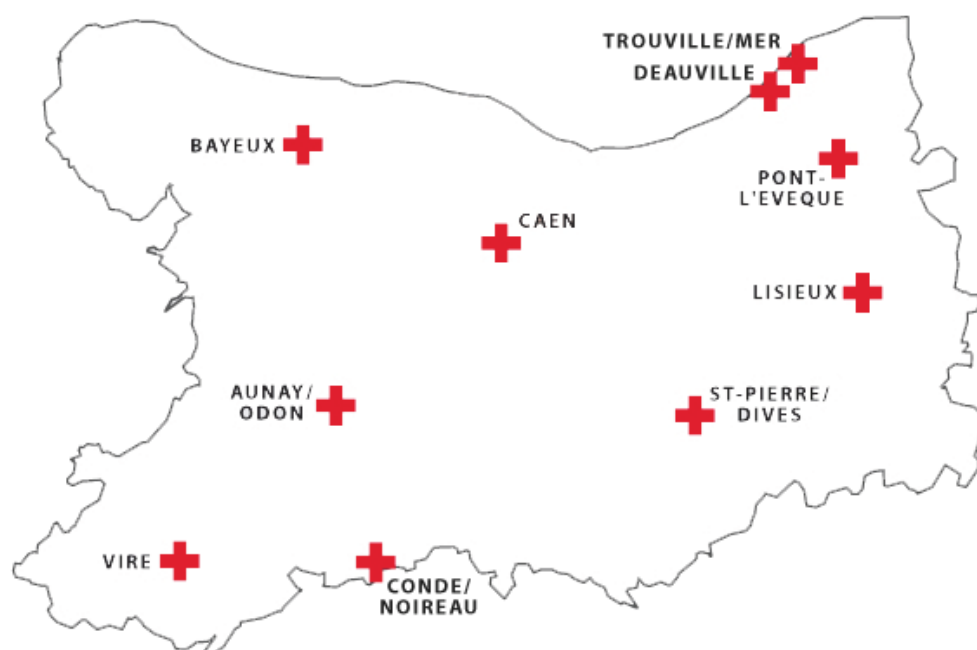 TROUVILLE/MER
DEAUVILLE
BAYEUX
PONT-
L'EVEQUE
CAEN
LISIEUX
AUNAY/
ODON
ST-PIERRE/
DIVES
VIRE
CONDE/
NOIREAU